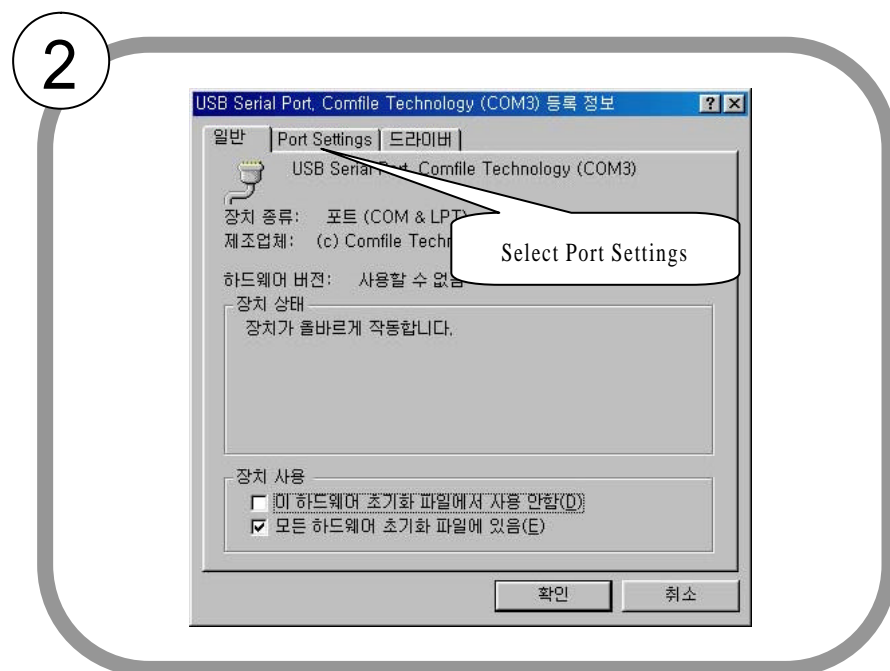 2
USB Serial Port, Comfile Technology (COM3) 등록 정보
일반 Port Settings 드라이버
USB Serial Port, Comfile Technology (COM3)
장치 종류: 포트 (COM & LPT)
제조업체: (c) Comfile Techn
Select Port Settings
하드웨어 버전: 사용할 수 없음
장치 상태
장치가 올바르게 작동합니다.
장치 사용
이 하드웨어 초기화 파일에서 사용 안함(D)
모든 하드웨어 초기화 파일에 있음(E)
확인 취소